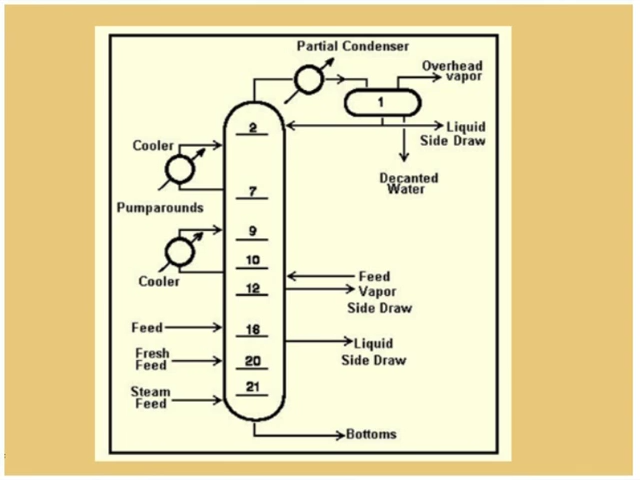 Partial Condenser
Overhead
vapor
1
2
Liquid
Side Draw
Cooler
Decanted
Water
7
Pumparounds
9
10
Cooler
Feed
12
Vapor
Side Draw
Feed
16
Liquid
Side Draw
Fresh
Feed
20
21
Steam
Feed
Bottoms